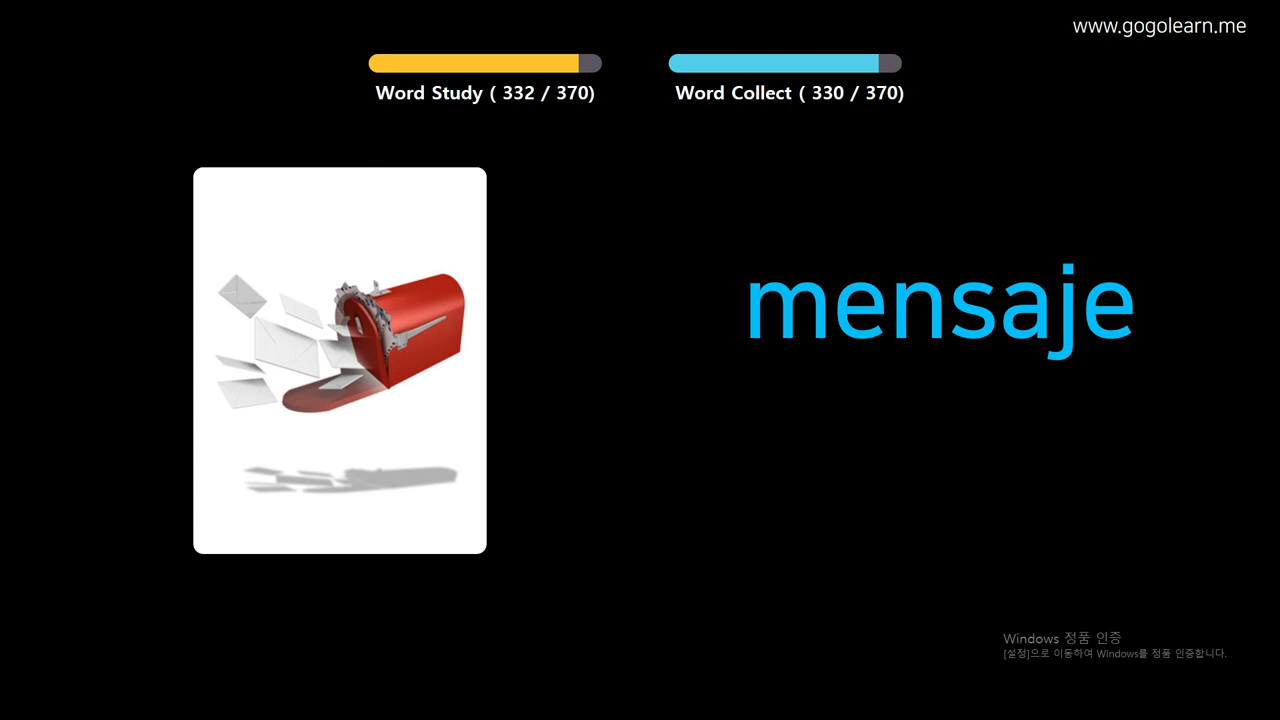 www.gogolearn.me
Word Study ( 332 / 370)
Word Collect ( 330 / 370)
mensaje
Windows 정품 인증
[설정]으로 이동하여 Windows를 정품 인증합니다.